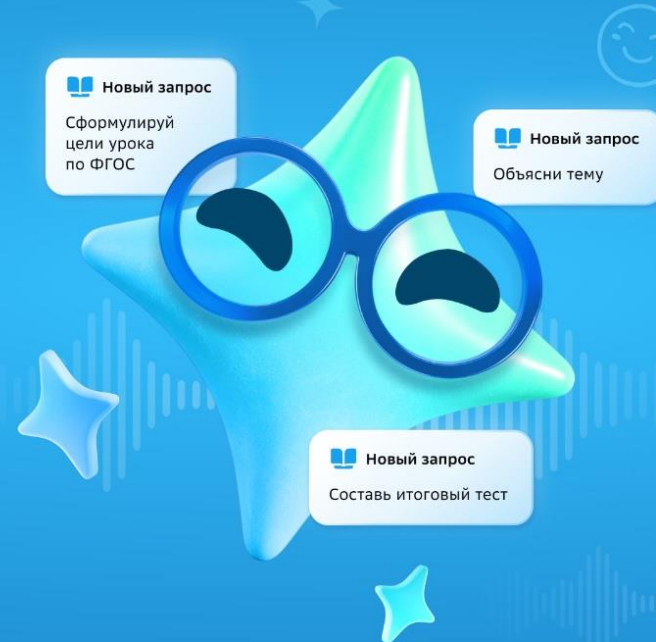 Новый запрос
Сформулируй
цели урока
по ФГОС
Новый запрос
Объясни тему
Новый запрос
Составь итоговый тест